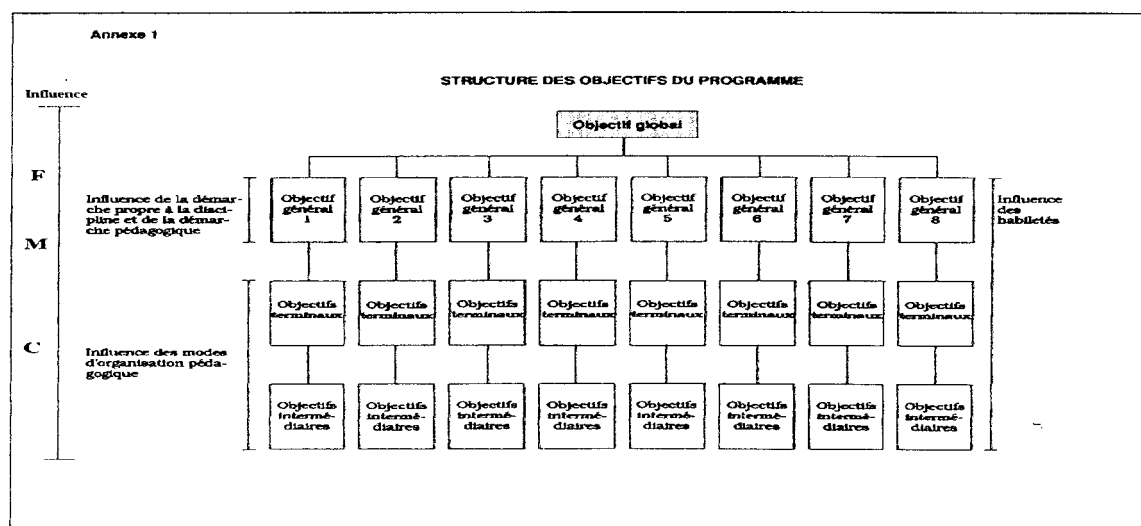 Annexe 1
STRUCTURE DES OBJECTIFS DU PROGRAMME
Influence
Objectif global
F
M
C
Influence de la démar-
che propre à la disci-
pline et de la démar-
che pédagogique
Objectif
général
1
Objectif
général
2
Objectif
général
3
Objectif
général
4
Objectif
général
5
Objectif
général
6
Objectif
général
7
Objectif
général
8
Influence
des
habiletés
Influence des modes
d'organisation péda-
gogique
Objectifs
terminaux
Objectifs
terminaux
Objectifs
terminaux
Objectifs
terminaux
Objectifs
terminaux
Objectifs
terminaux
Objectifs
terminaux
Objectifs
terminaux
Objectifs
intermé-
diaires
Objectifs
intermé-
diaires
Objectifs
intermé-
diaires
Objectifs
intermé-
diaires
Objectifs
intermé-
diaires
Objectifs
intermé-
diaires
Objectifs
intermé-
diaires
Objectifs
intermé-
diaires